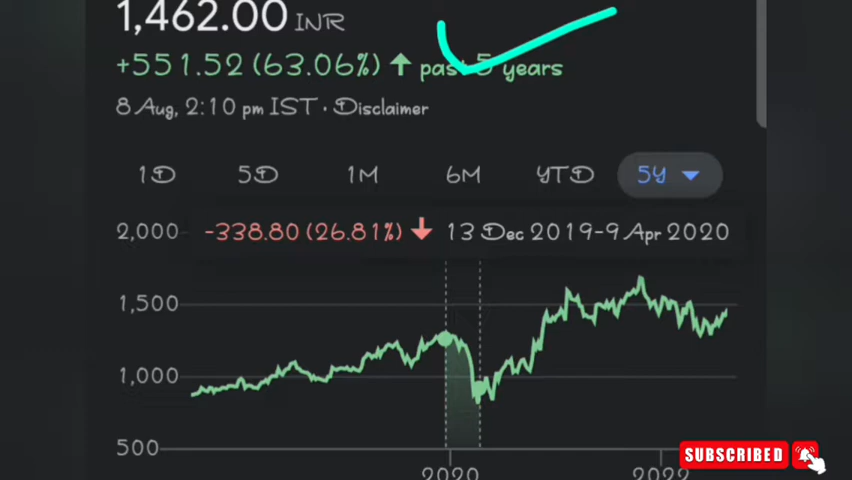 1,462.00 INR
+551.52 (63.06%) ↑ past 5 years
8 Aug, 2:10 pm IST · Disclaimer
1D 5D 1M 6M YTD 5Y
2,000 -338.80 (26.81%) ↓ 13 Dec 2019-9 Apr 2020
1,500
1,000
500
2020 2022
SUBSCRIBED